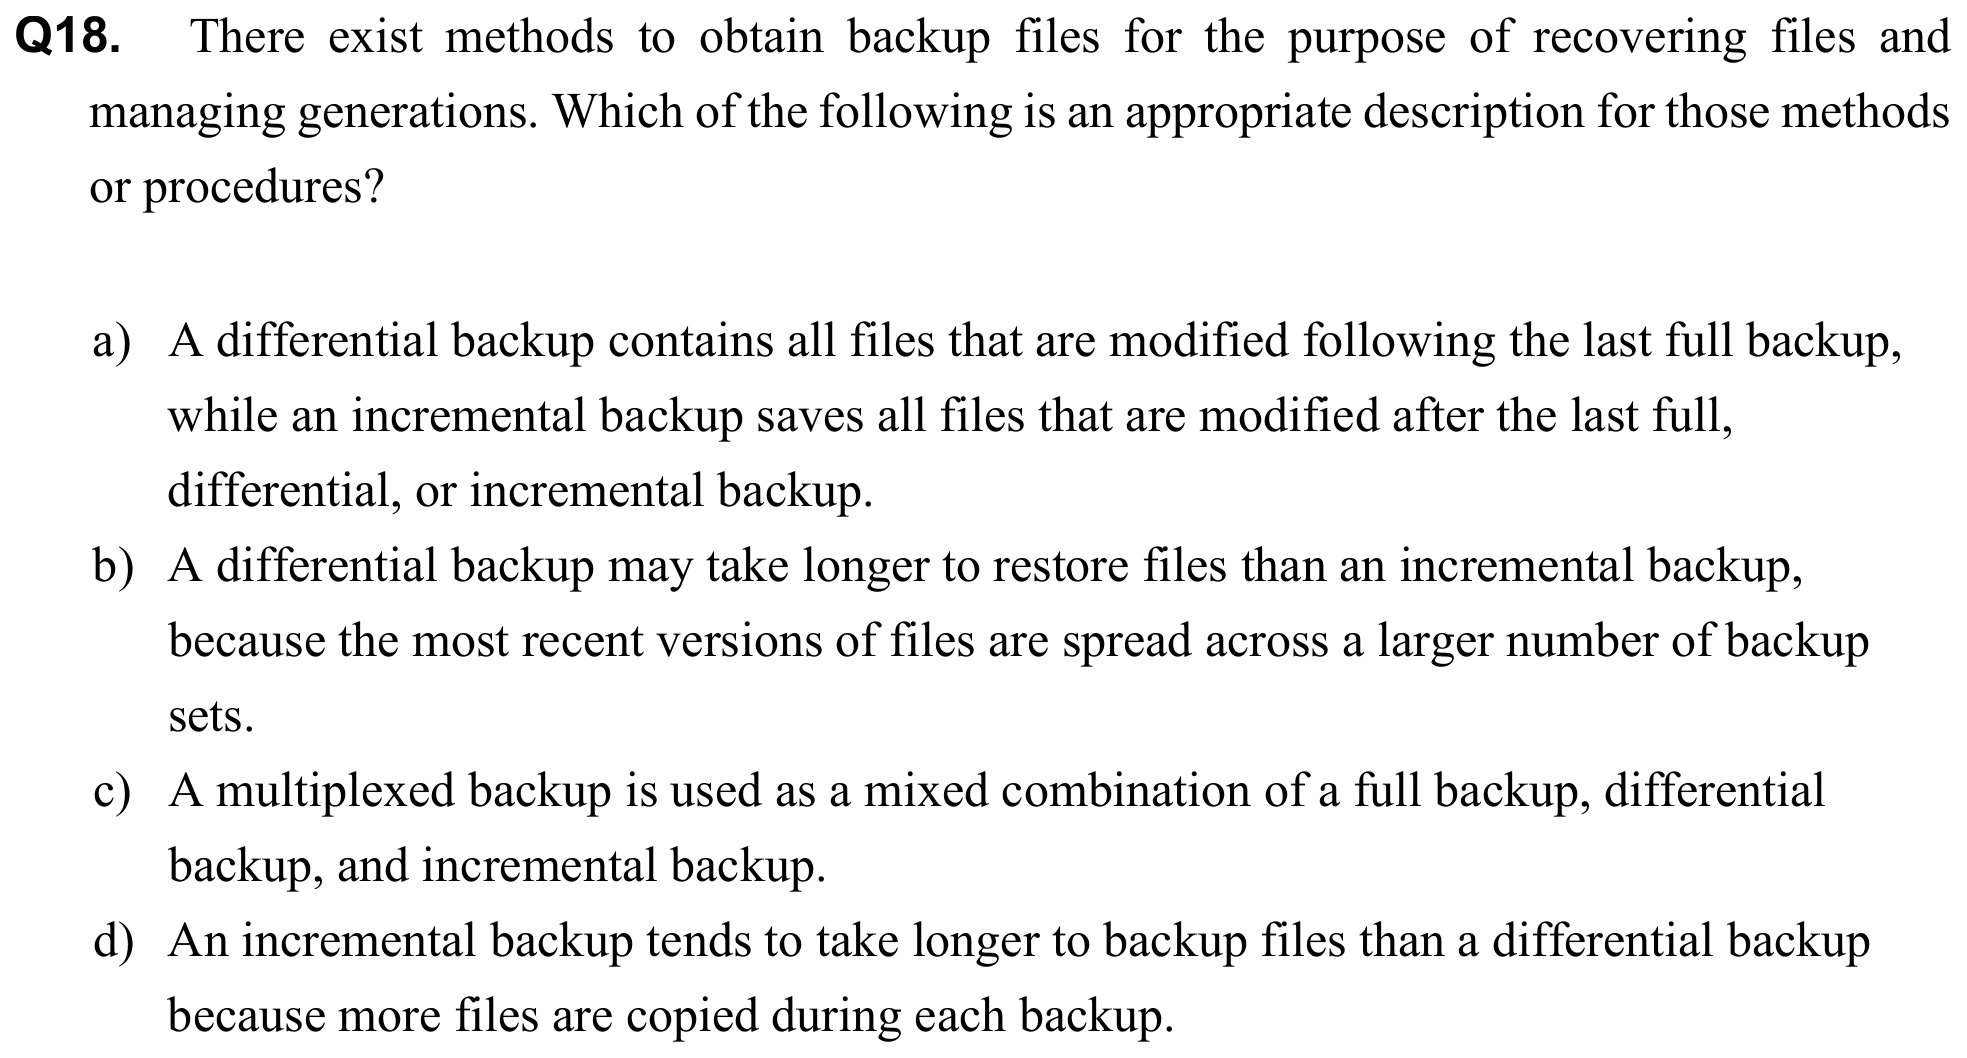 Q18. There exist methods to obtain backup files for the purpose of recovering files and
managing generations. Which of the following is an appropriate description for those methods
or procedures?
a) A differential backup contains all files that are modified following the last full backup,
while an incremental backup saves all files that are modified after the last full,
differential, or incremental backup.
b) A differential backup may take longer to restore files than an incremental backup,
because the most recent versions of files are spread across a larger number of backup
sets.
c) A multiplexed backup is used as a mixed combination of a full backup, differential
backup, and incremental backup.
d) An incremental backup tends to take longer to backup files than a differential backup
because more files are copied during each backup.